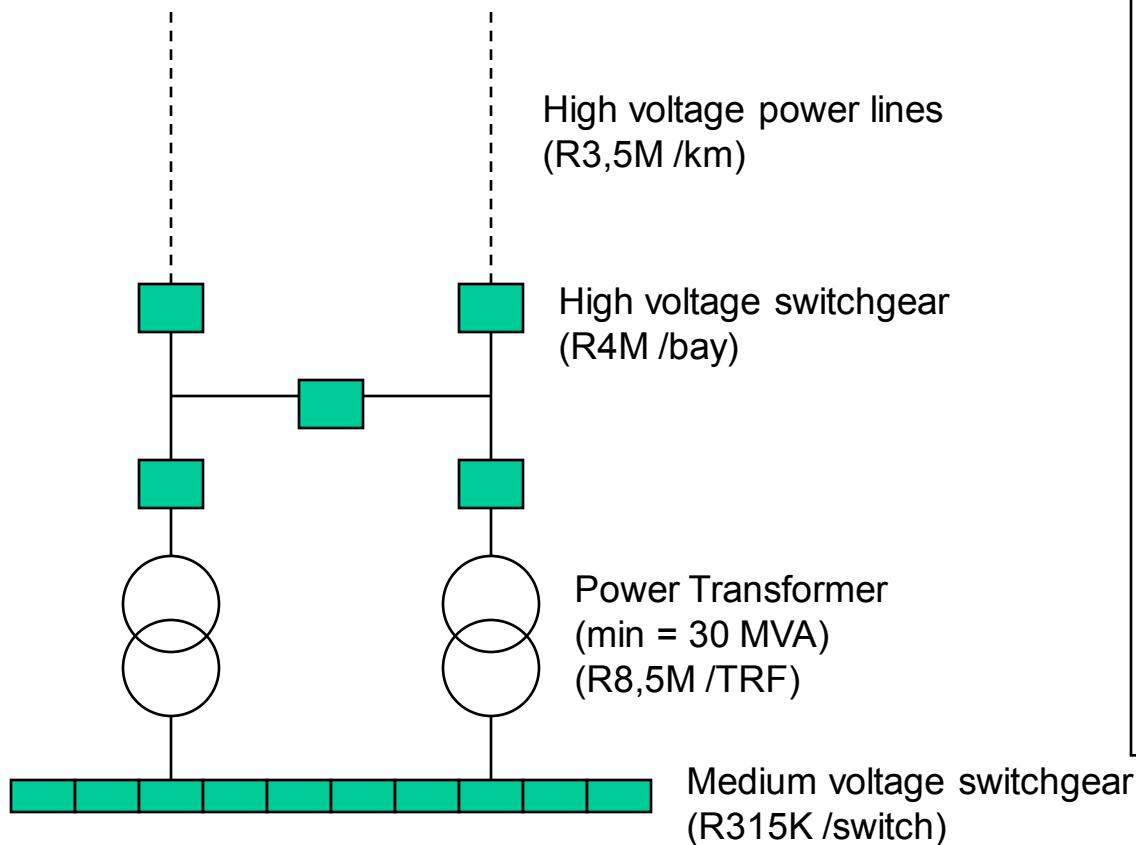 High voltage power lines
(R3,5M /km)
High voltage switchgear
(R4M /bay)
Power Transformer
(min = 30 MVA)
(R8,5M /TRF)
Medium voltage switchgear
(R315K /switch)